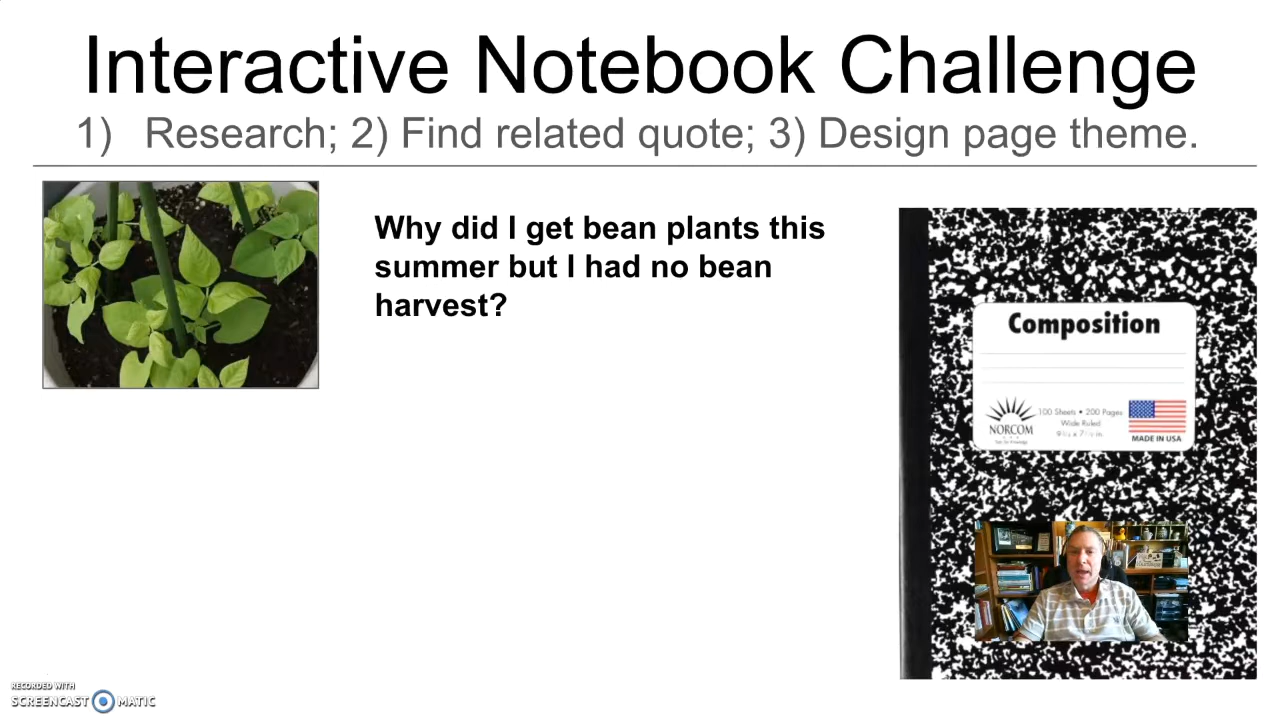 Interactive Notebook Challenge
1) Research; 2) Find related quote; 3) Design page theme.
Why did I get bean plants this
summer but I had no bean
harvest?
Composition
100 Sheets • 200 Pages
Wide Ruled
NORCOM
MADE IN USA
RECORDED WITH
SCREENCAST MATIC